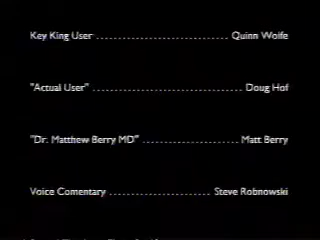 Key King User .............................. Quinn Wolfe
"Actual User" .................................. Doug Hof
"Dr. Matthew Berry MD" ...................... Matt Berry
Voice Comentary ....................... Steve Robnowski